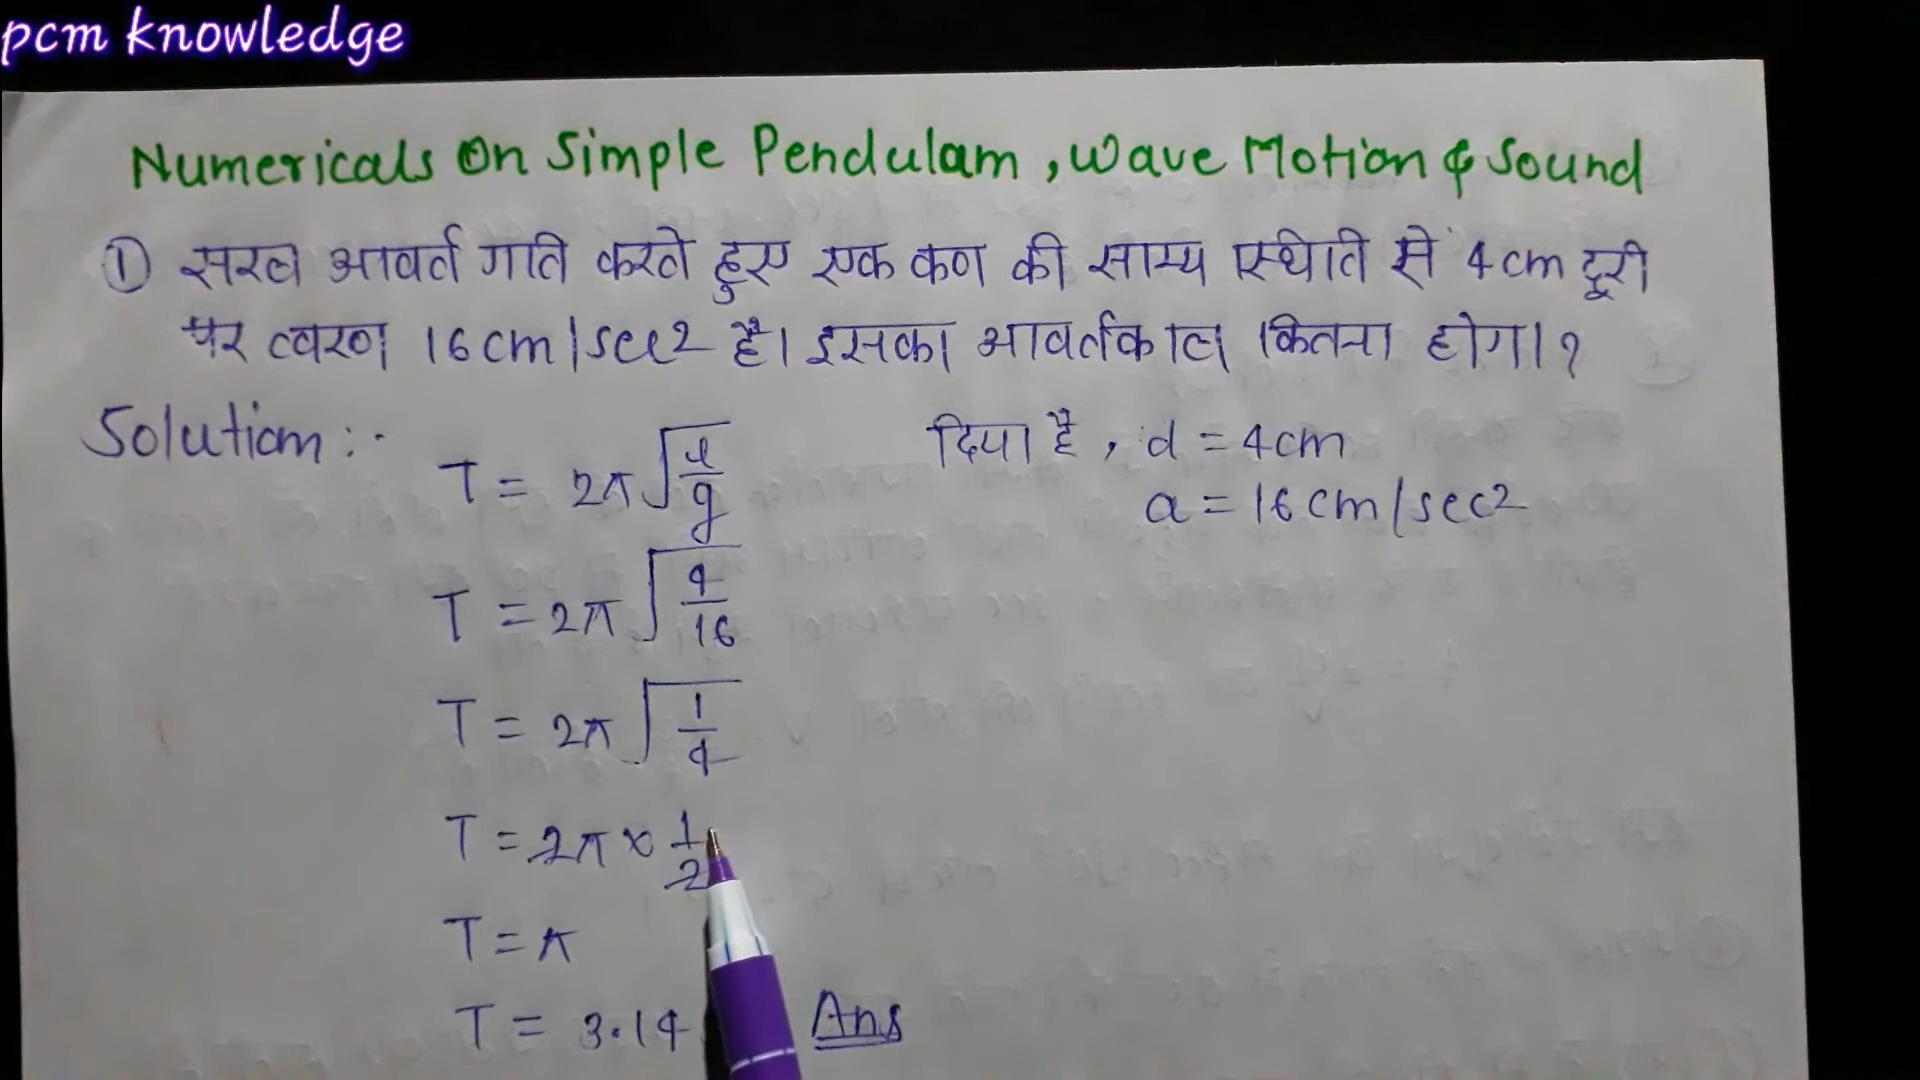 pcm knowledge
Numericals On Simple Pendulam, Wave Motion & Sound
① सरल आवर्त गति करते हुए एक कण की साम्य स्थिति से 4 cm दूरी
पर त्वरण 16 cm/sec2 है। इसका आवर्तकाल कितना होगा?
Solution :- दिया है, d = 4cm
T = 2π√(d/g) a = 16 cm/sec2
T = 2π√(4/16)
T = 2π√(1/4)
T = 2π × 1/2
T = π
T = 3.14 Ans